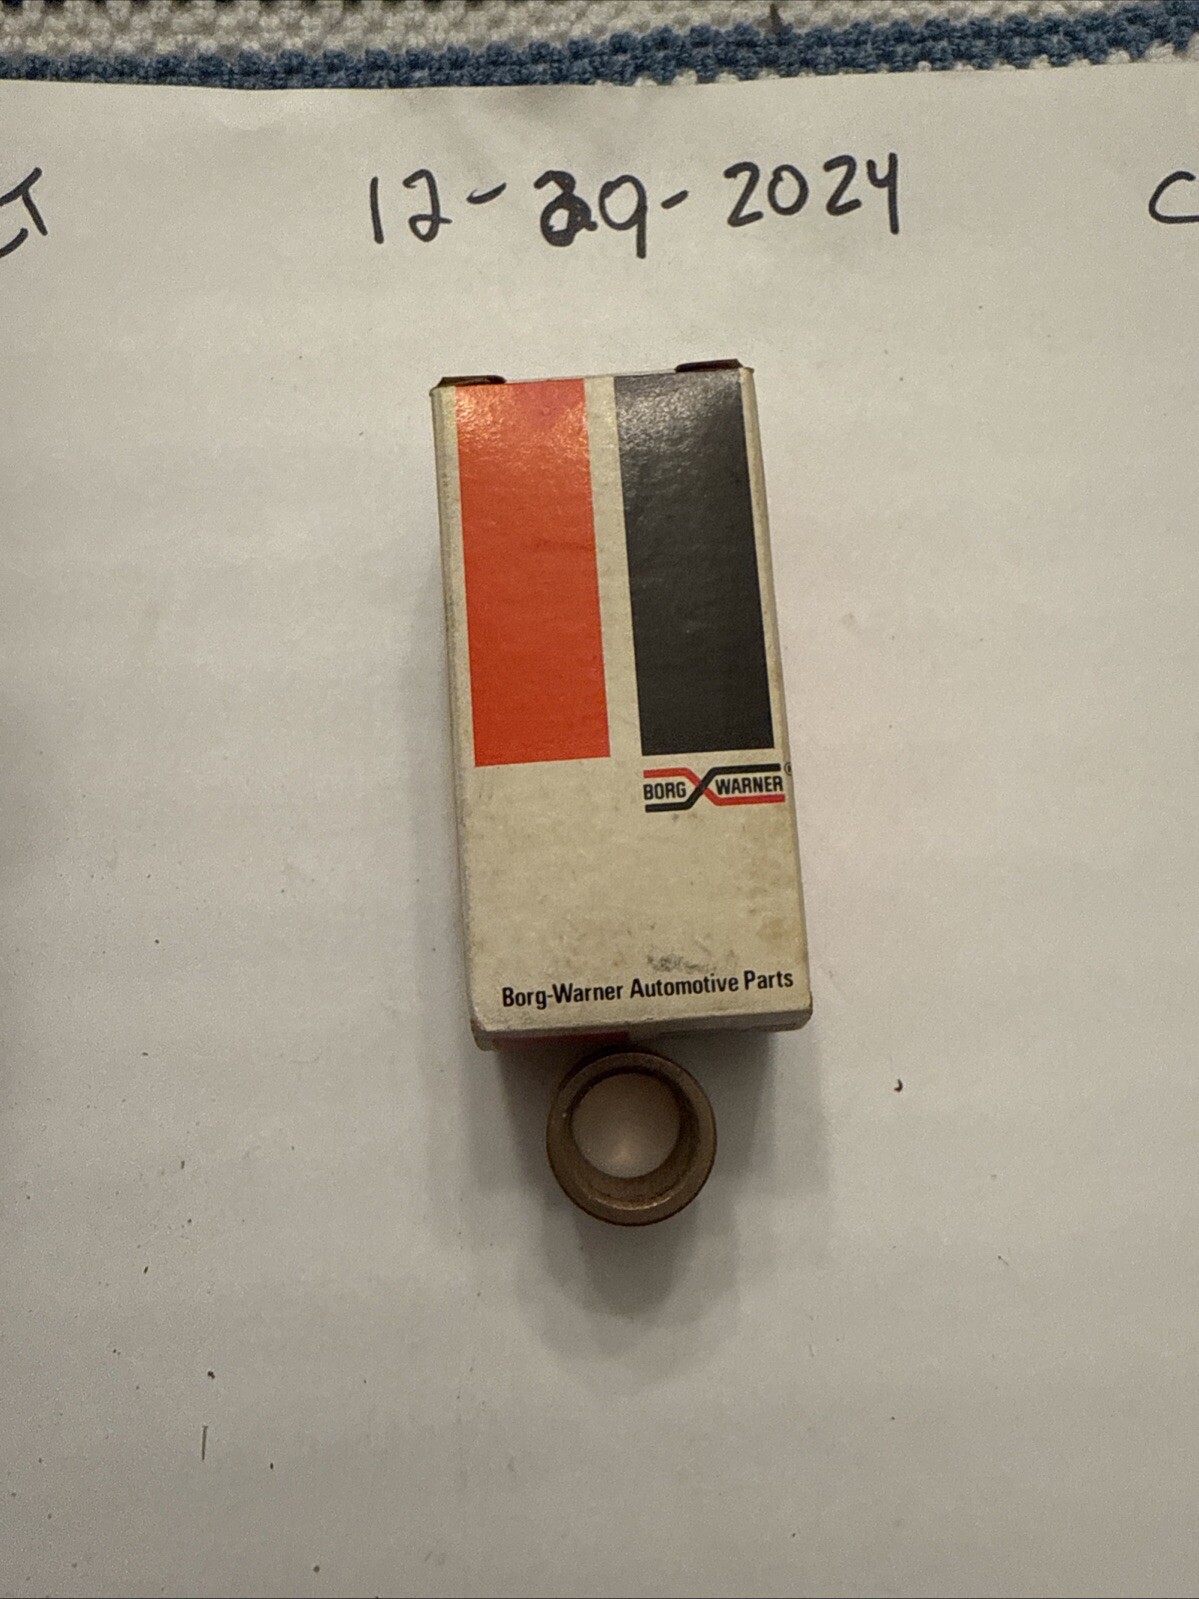 12-29-2024
BORG WARNER®
Borg-Warner Automotive Parts